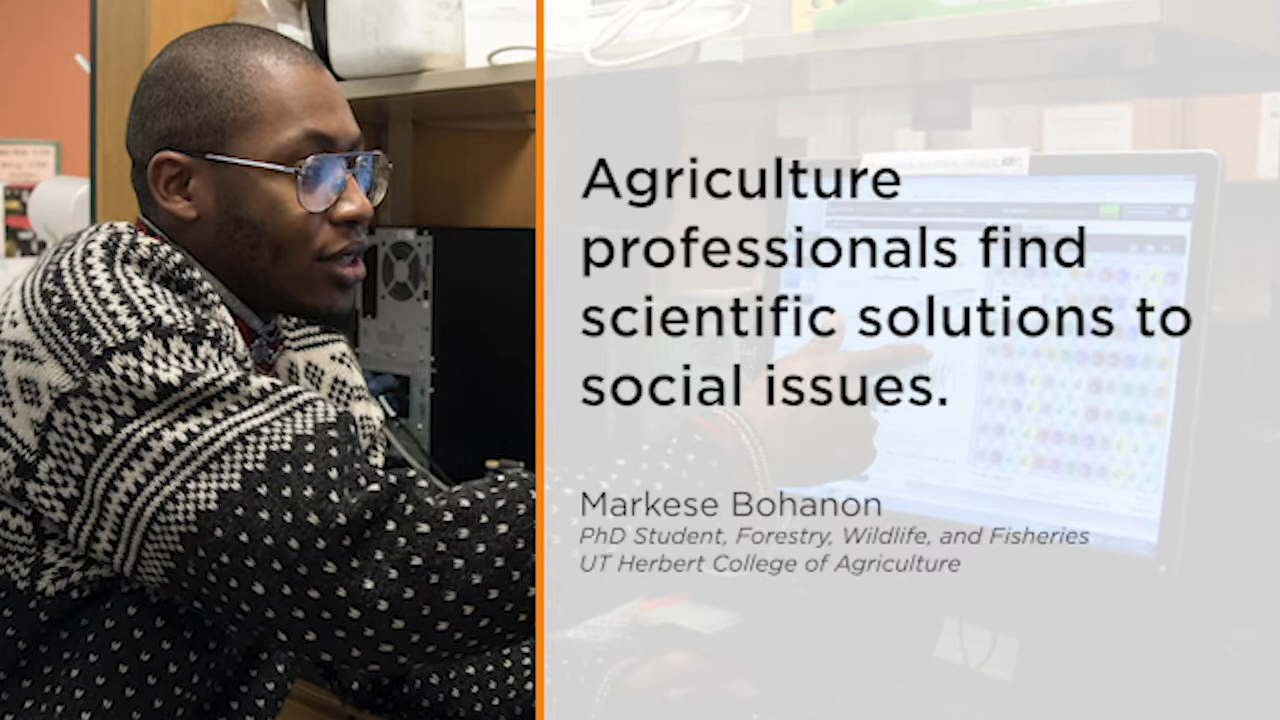 Agriculture
professionals find
scientific solutions to
social issues.
Markese Bohanon
PhD Student, Forestry, Wildlife, and Fisheries
UT Herbert College of Agriculture